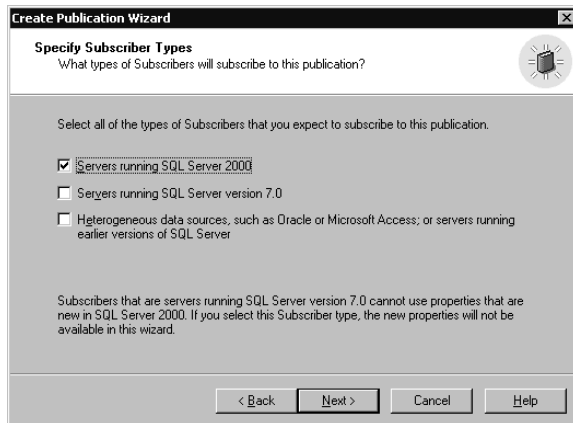 Create Publication Wizard
Specify Subscriber Types
What types of Subscribers will subscribe to this publication?
Select all of the types of Subscribers that you expect to subscribe to this publication.
Servers running SQL Server 2000
Servers running SQL Server version 7.0
Heterogeneous data sources, such as Oracle or Microsoft Access; or servers running
earlier versions of SQL Server
Subscribers that are servers running SQL Server version 7.0 cannot use properties that are
new in SQL Server 2000. If you select this Subscriber type, the new properties will not be
available in this wizard.
< Back Next > Cancel Help